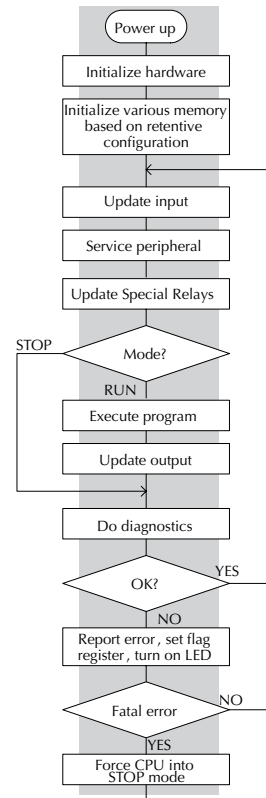 Power up
Initialize hardware
Initialize various memory
based on retentive
configuration
Update input
Service peripheral
Update Special Relays
STOP
Mode?
RUN
Execute program
Update output
Do diagnostics
YES
OK?
NO
Report error , set flag
register , turn on LED
NO
Fatal error
YES
Force CPU into
STOP mode